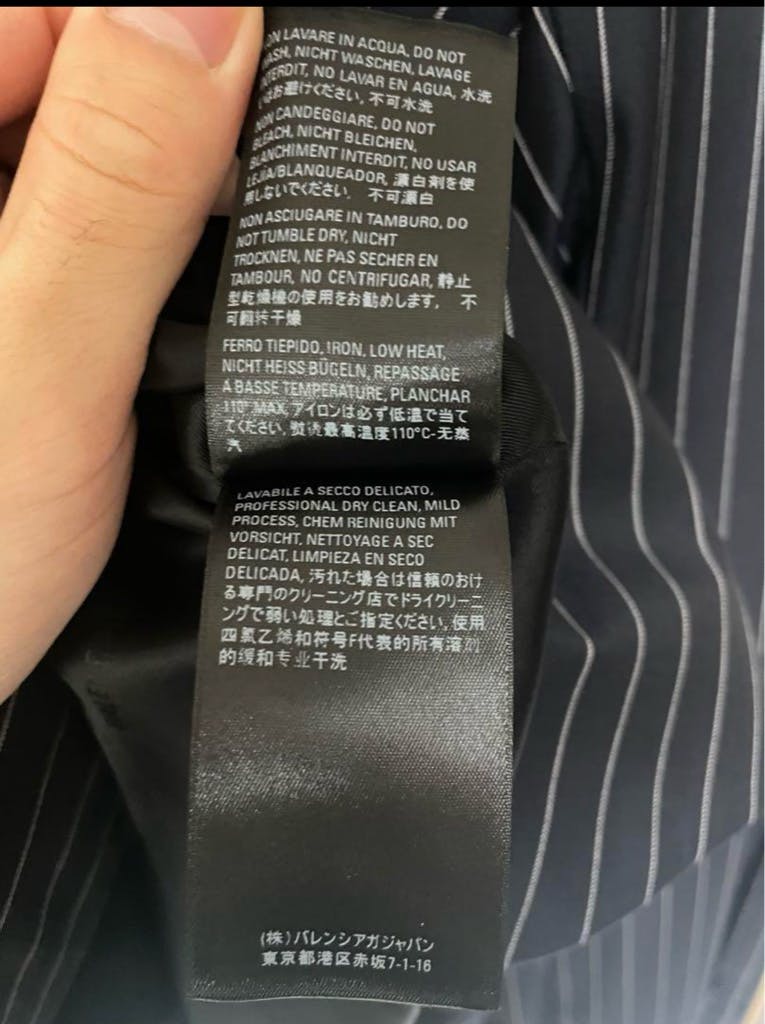 LAVARE IN ACQUA, DO NOT
WASH, NICHT WASCHEN, LAVAGE
INTERDIT, NO LAVAR EN AGUA, 水洗
いはお避けください, 不可水洗
NON CANDEGGIARE, DO NOT
BLEACH, NICHT BLEICHEN,
BLANCHIMENT INTERDIT, NO USAR
LEJIA/BLANQUEADOR, 漂白剤を使
用しないでください. 不可漂白
NON ASCIUGARE IN TAMBURO, DO
NOT TUMBLE DRY, NICHT
TROCKNEN, NE PAS SECHER EN
TAMBOUR, NO CENTRIFUGAR, 静止
型乾燥機の使用をお勧めします, 不
可翻转干燥
FERRO TIEPIDO, IRON, LOW HEAT,
NICHT HEISS BÜGELN, REPASSAGE
A BASSE TEMPERATURE, PLANCHAR
110° MAX, アイロンは必ず低温で当て
てください, 熨烫最高温度110°C-无蒸
汽
LAVABILE A SECCO DELICATO,
PROFESSIONAL DRY CLEAN, MILD
PROCESS, CHEM REINIGUNG MIT
VORSICHT, NETTOYAGE A SEC
DELICAT, LIMPIEZA EN SECO
DELICADA, 汚れた場合は信頼のおけ
る専門のクリーニング店でドライクリーニ
ングで弱い処理とご指定ください, 使用
四氯乙烯和符号F代表的所有溶剂
的缓和专业干洗
(株)バレンシアガジャパン
東京都港区赤坂7-1-16